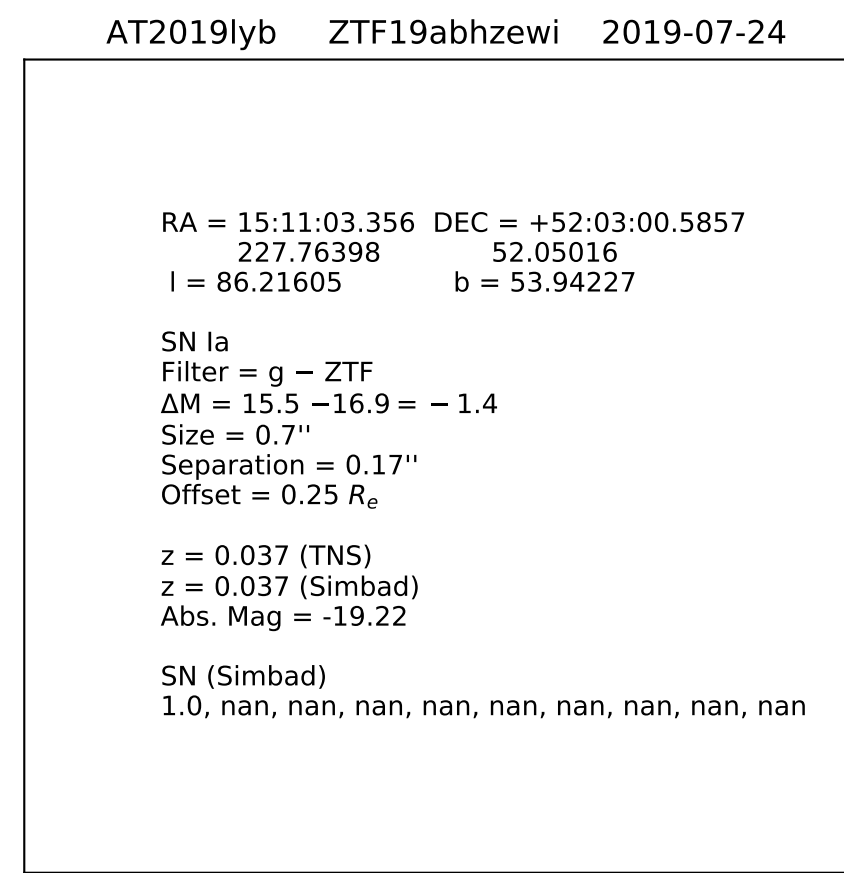 AT2019lyb ZTF19abhzewi 2019-07-24
RA = 15:11:03.356 DEC = +52:03:00.5857
227.76398 52.05016
l = 86.21605 b = 53.94227
SN Ia
Filter = g − ZTF
ΔM = 15.5 −16.9 = − 1.4
Size = 0.7''
Separation = 0.17''
Offset = 0.25 Re
z = 0.037 (TNS)
z = 0.037 (Simbad)
Abs. Mag = -19.22
SN (Simbad)
1.0, nan, nan, nan, nan, nan, nan, nan, nan, nan